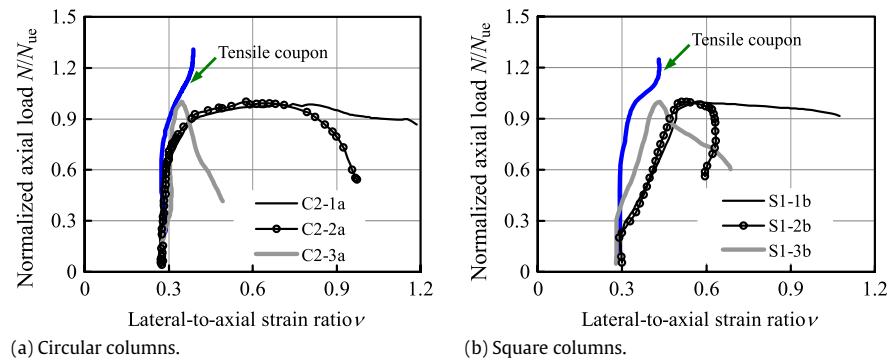 Normalized axial load N/Nue
1.5
1.2
0.9
0.6
0.3
0
Tensile coupon
C2-1a
C2-2a
C2-3a
0 0.3 0.6 0.9 1.2
Lateral-to-axial strain ratio ν
(a) Circular columns.
Normalized axial load N/Nue
1.5
1.2
0.9
0.6
0.3
0
Tensile coupon
S1-1b
S1-2b
S1-3b
0 0.3 0.6 0.9 1.2
Lateral-to-axial strain ratio ν
(b) Square columns.